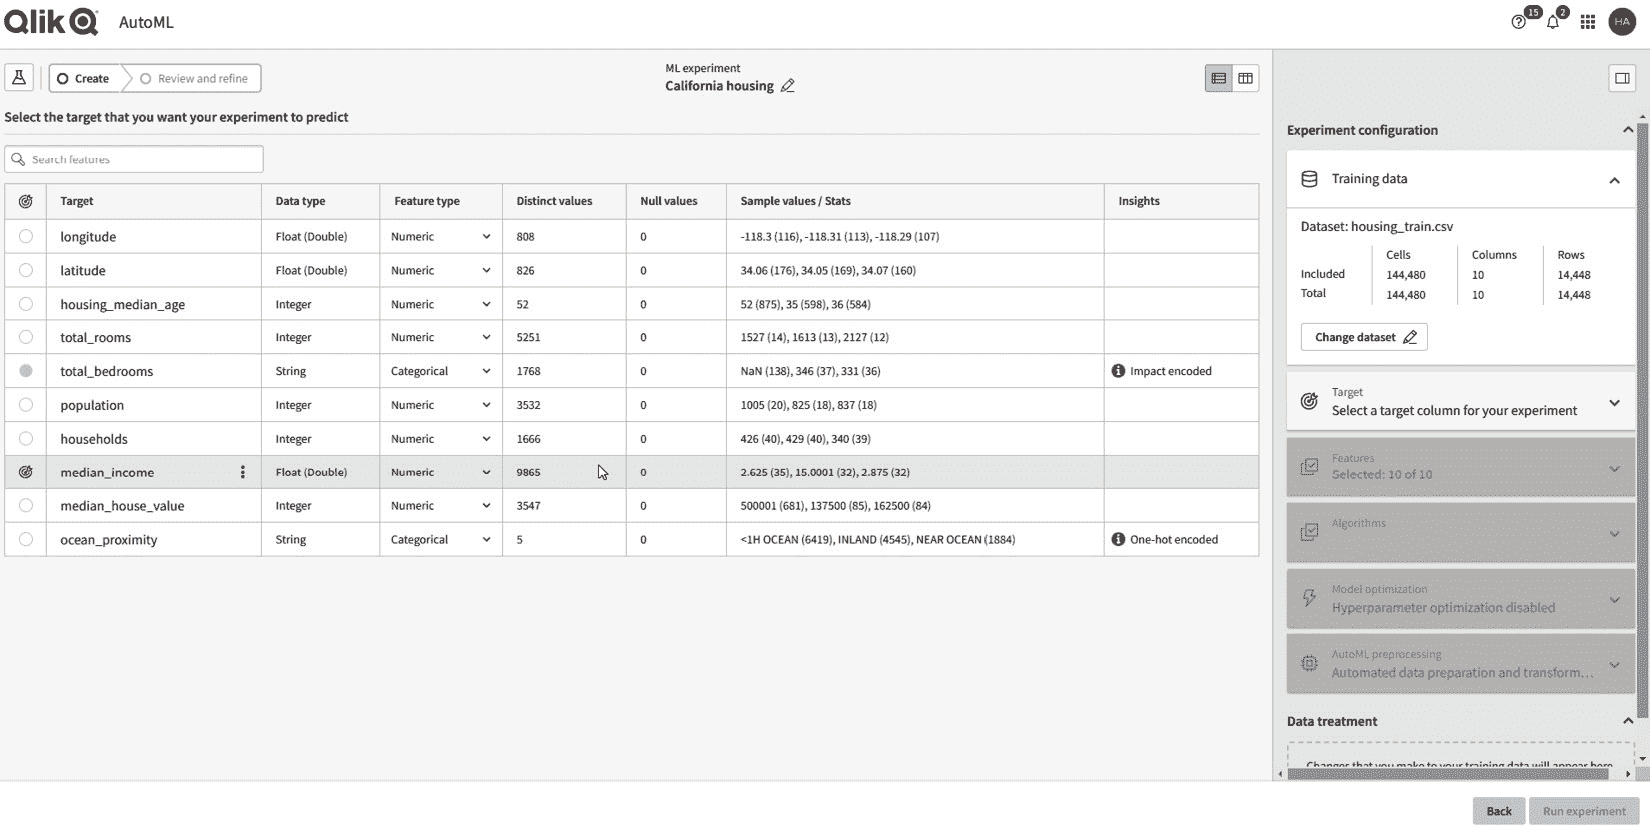 Qlik AutoML 15 2 HA
Create Review and refine
ML experiment
California housing
Select the target that you want your experiment to predict
Search features
Target Data type Feature type Distinct values Null values Sample values / Stats Insights
longitude Float (Double) Numeric 808 0 -118.3 (116), -118.31 (113), -118.29 (107)
latitude Float (Double) Numeric 826 0 34.06 (176), 34.05 (169), 34.07 (160)
housing_median_age Integer Numeric 52 0 52 (875), 35 (598), 36 (584)
total_rooms Integer Numeric 5251 0 1527 (14), 1613 (13), 2127 (12)
total_bedrooms String Categorical 1768 0 NaN (138), 346 (37), 331 (36) Impact encoded
population Integer Numeric 3532 0 1005 (20), 825 (18), 837 (18)
households Integer Numeric 1666 0 426 (40), 429 (40), 340 (39)
median_income Float (Double) Numeric 9865 0 2.625 (35), 15.0001 (32), 2.875 (32)
median_house_value Integer Numeric 3547 0 500001 (681), 137500 (85), 162500 (84)
ocean_proximity String Categorical 5 0 <1H OCEAN (6419), INLAND (4545), NEAR OCEAN (1884) One-hot encoded
Experiment configuration
Training data
Dataset: housing_train.csv
Cells Columns Rows
Included 144,480 10 14,448
Total 144,480 10 14,448
Change dataset
Target
Select a target column for your experiment
Features
Selected: 10 of 10
Algorithms
Model optimization
Hyperparameter optimization disabled
AutoML preprocessing
Automated data preparation and transform...
Data treatment
Changes that you make to your training data will appear here
Back Run experiment